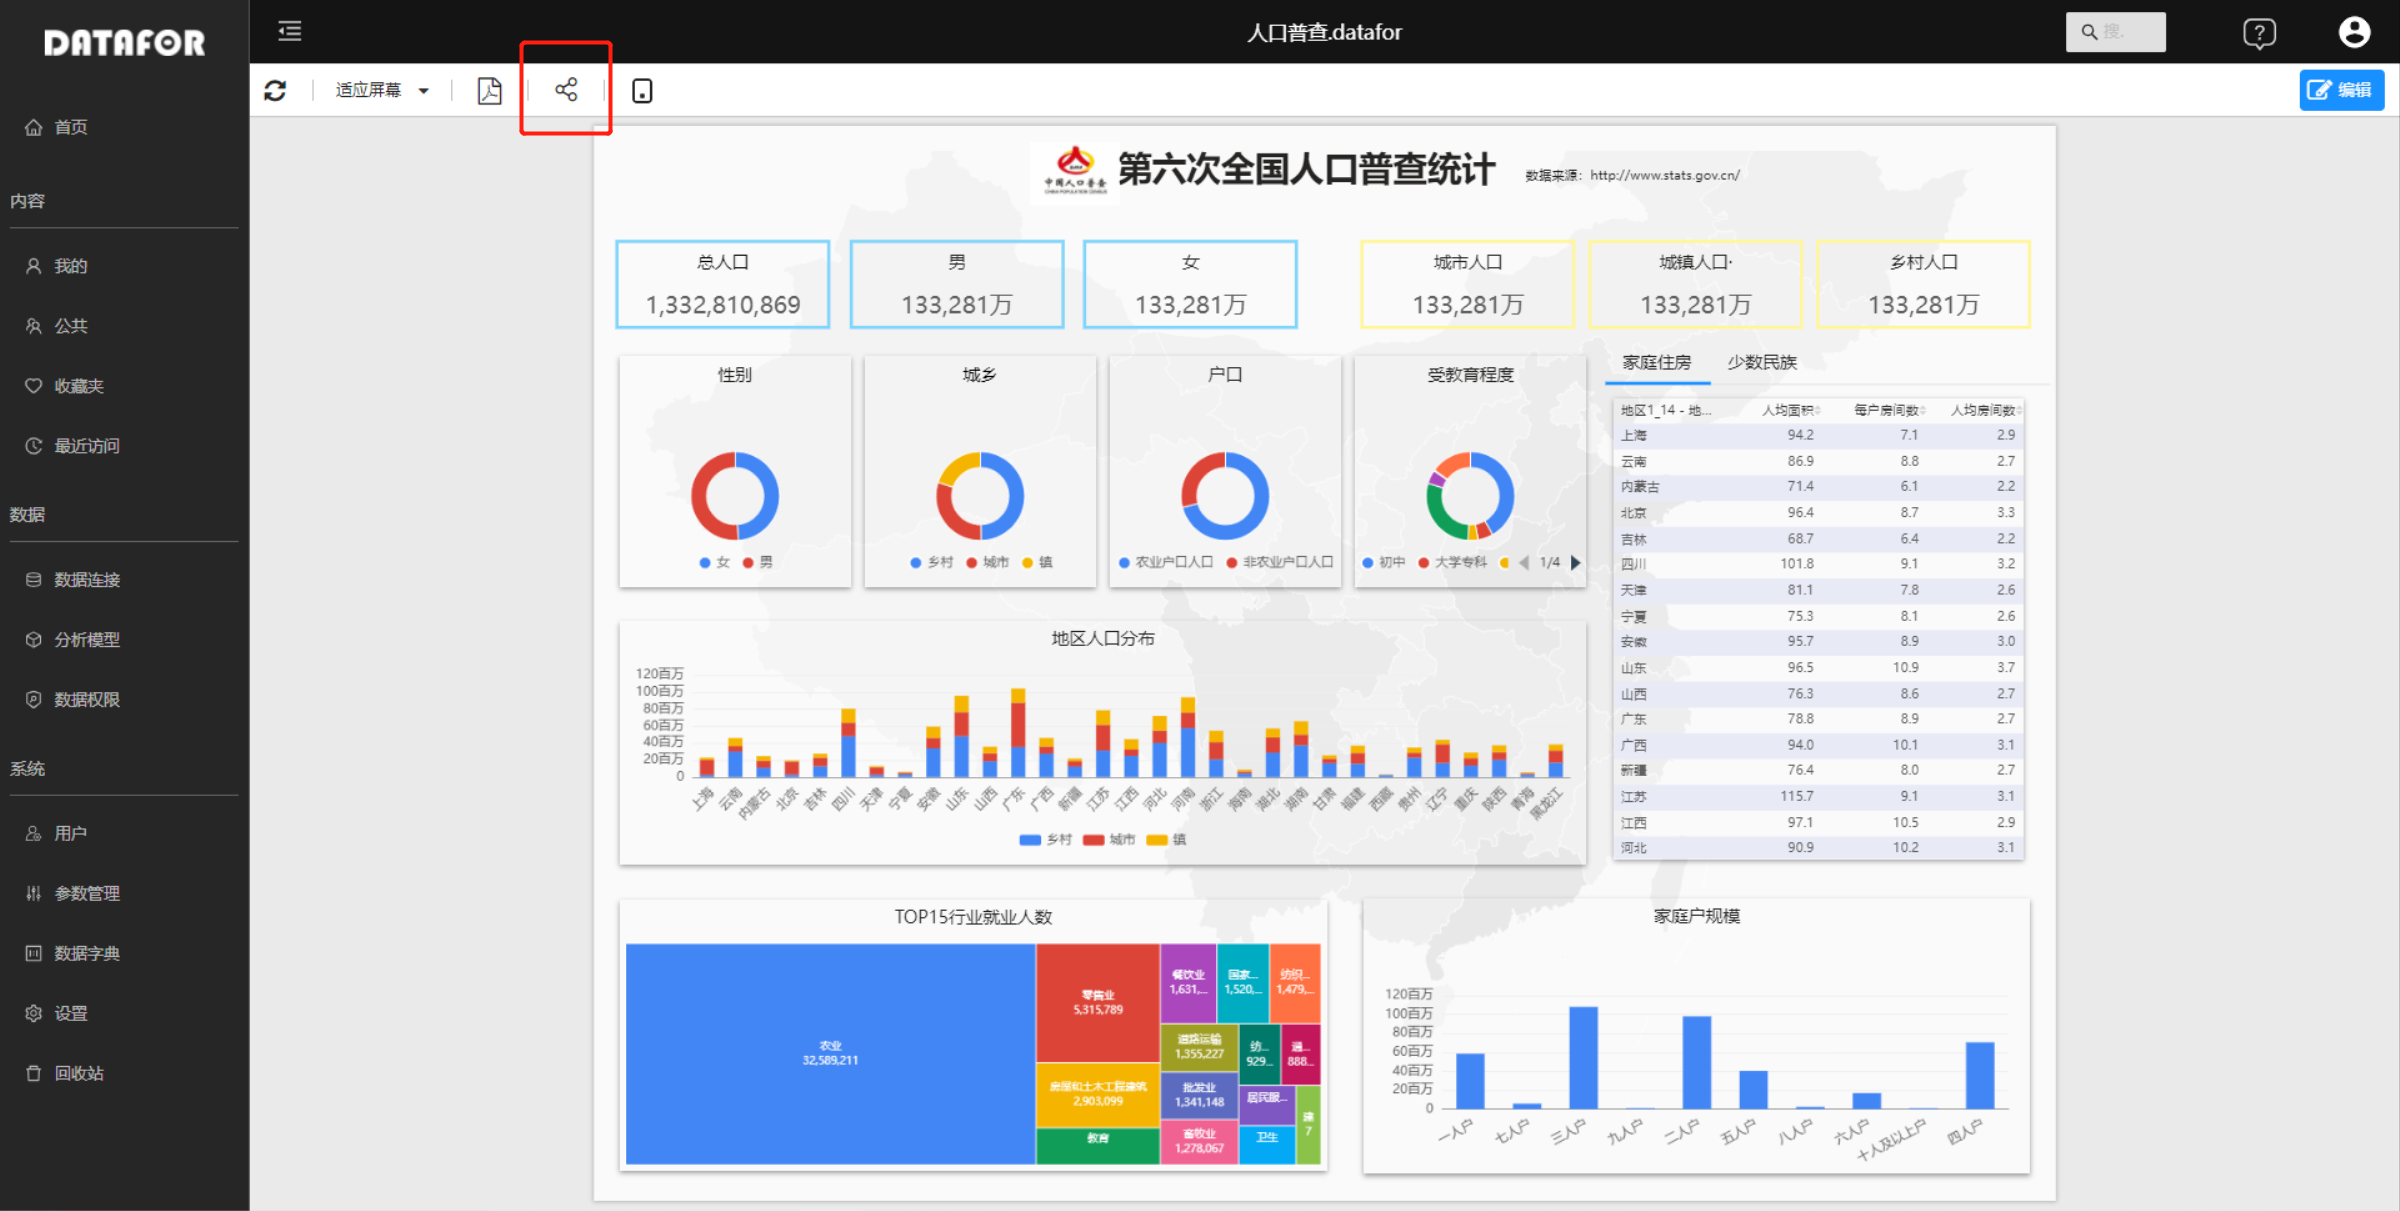 DATAFOR
人口普查.datafor
搜.
适应屏幕
编辑
首页
内容
我的
公共
收藏夹
最近访问
数据
数据连接
分析模型
数据权限
系统
用户
参数管理
数据字典
设置
回收站
中国人口普查
第六次全国人口普查统计
数据来源：http://www.stats.gov.cn/
总人口
1,332,810,869
男
133,281万
女
133,281万
城市人口
133,281万
城镇人口·
133,281万
乡村人口
133,281万
性别
女 男
城乡
乡村 城市 镇
户口
农业户口人口 非农业户口人口
受教育程度
初中 大学专科 1/4
家庭住房 少数民族
地区1_14 - 地... 人均面积 每户房间数 人均房间数
上海 94.2 7.1 2.9
云南 86.9 8.8 2.7
内蒙古 71.4 6.1 2.2
北京 96.4 8.7 3.3
吉林 68.7 6.4 2.2
四川 101.8 9.1 3.2
天津 81.1 7.8 2.6
宁夏 75.3 8.1 2.6
安徽 95.7 8.9 3.0
山东 96.5 10.9 3.7
山西 76.3 8.6 2.7
广东 78.8 8.9 2.7
广西 94.0 10.1 3.1
新疆 76.4 8.0 2.7
江苏 115.7 9.1 3.1
江西 97.1 10.5 2.9
河北 90.9 10.2 3.1
地区人口分布
120百万
100百万
80百万
60百万
40百万
20百万
0
上海 云南 内蒙古 北京 吉林 四川 天津 宁夏 安徽 山东 山西 广东 广西 新疆 江苏 江西 河北 河南 浙江 海南 湖北 湖南 甘肃 福建 西藏 贵州 辽宁 重庆 陕西 青海 黑龙江
乡村 城市 镇
TOP15行业就业人数
农业
32,589,211
零售业
5,315,789
房屋和土木工程建筑
2,903,099
教育
餐饮业
1,631,...
国家...
1,520,...
纺织...
1,479,...
道路运输
1,355,227
纺...
929...
通...
888...
批发业
1,341,148
居民服...
建
7
畜牧业
1,278,067
卫生
家庭户规模
120百万
100百万
80百万
60百万
40百万
20百万
0
一人户 七人户 三人户 九人户 二人户 五人户 八人户 六人户 十人及以上户 四人户